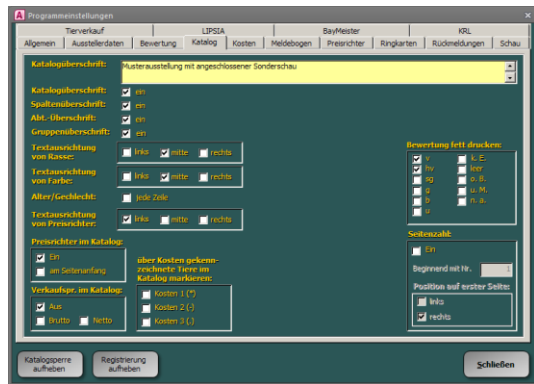 Programmeinstellungen
Tierverkauf LIPSIA BayMeister KRL
Allgemein Ausstellerdaten Bewertung Katalog Kosten Meldebogen Preisrichter Ringkarten Rückmeldungen Schau
Katalogüberschrift: Musterausstellung mit angeschlossener Sonderschau
Katalogüberschrift: ein
Spaltenüberschrift: ein
Abt.-Überschrift: ein
Gruppenüberschrift: ein
Textausrichtung
von Rasse: links mitte rechts
Textausrichtung
von Farbe: links mitte rechts
Alter/Geschlecht: jede Zeile
Textausrichtung
von Preisrichter: links mitte rechts
Bewertung fett drucken:
v k. E.
hv leer
sg o. B.
g u. M.
b n. a.
u
Preisrichter im Katalog:
Ein
am Seitenanfang
Verkaufspr. im Katalog:
Aus
Brutto Netto
über Kosten gekenn-
zeichnete Tiere im
Katalog markieren:
Kosten 1 (*)
Kosten 2 (-)
Kosten 3 (.)
Seitenzahl:
Ein
Beginnend mit Nr. 1
Position auf erster Seite:
links
rechts
Katalogsperre
aufheben
Registrierung
aufheben
Schließen